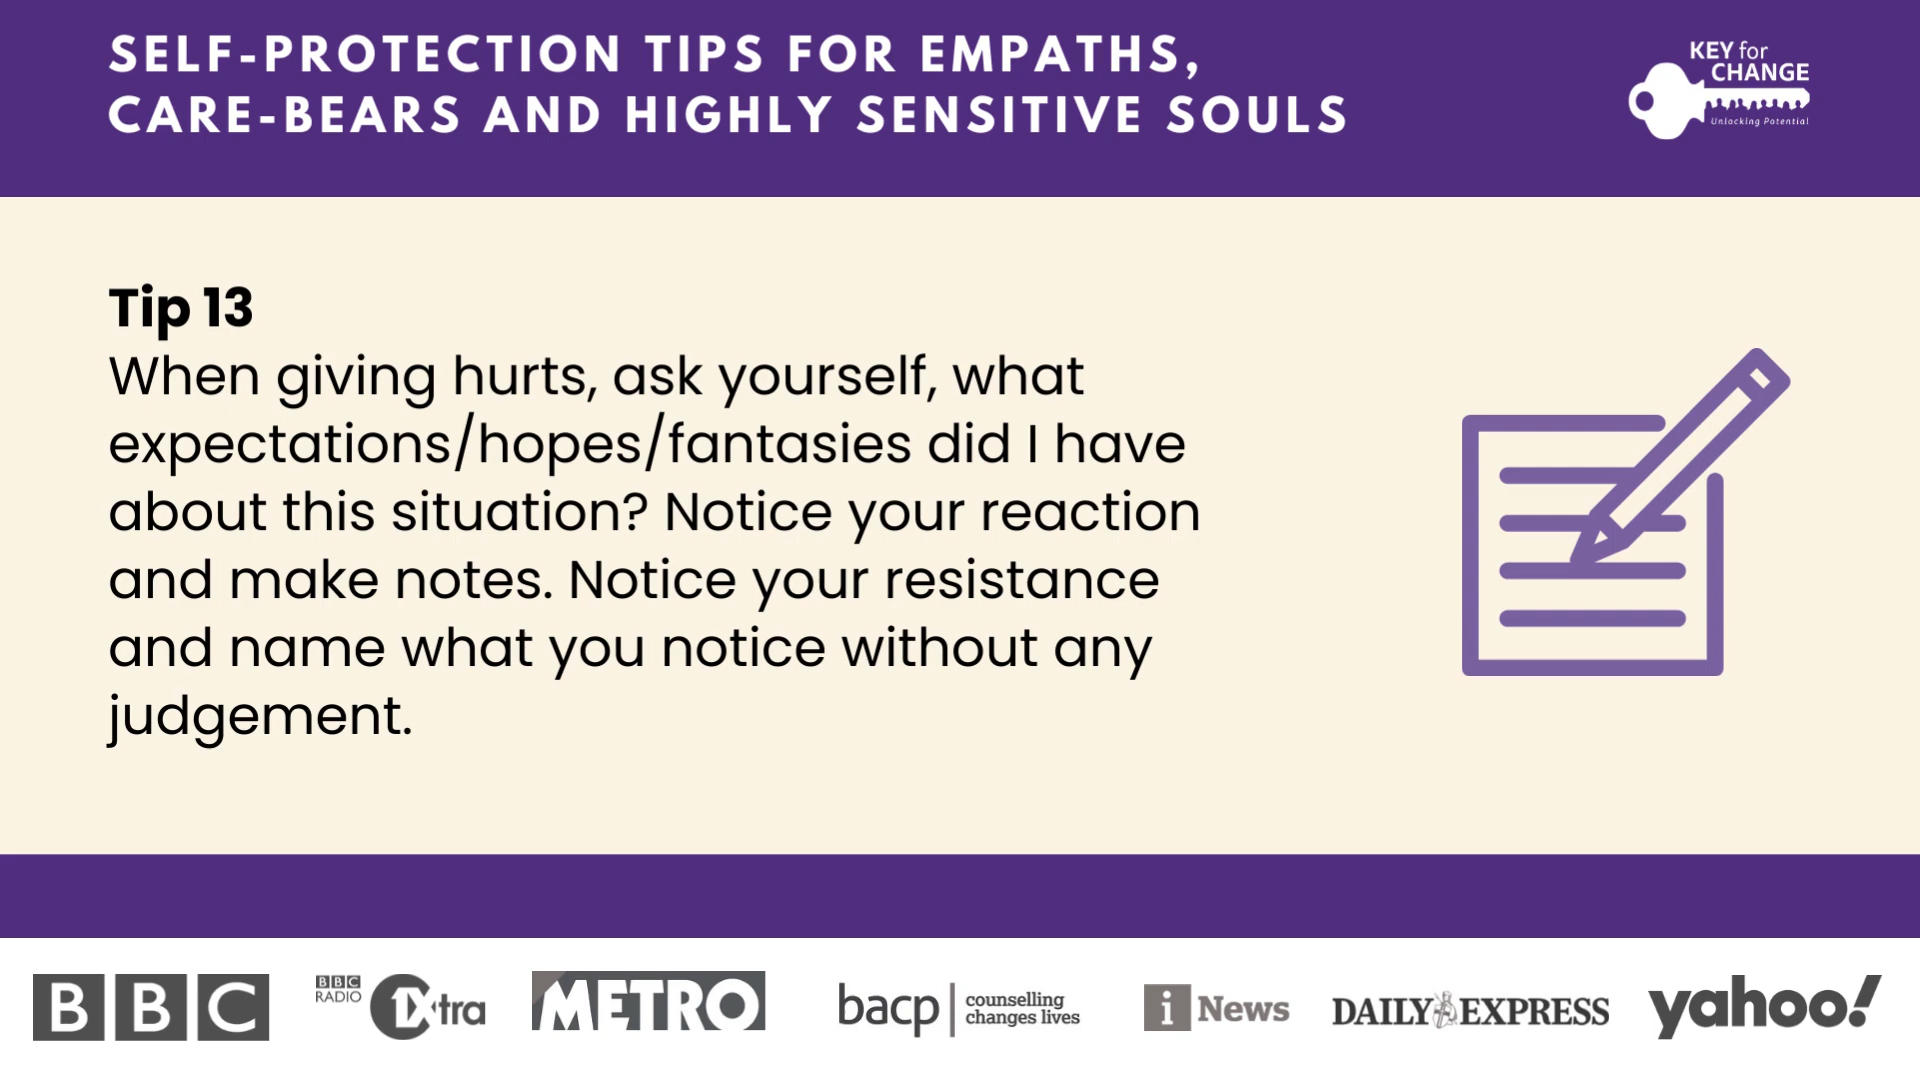 SELF-PROTECTION TIPS FOR EMPATHS,
CARE-BEARS AND HIGHLY SENSITIVE SOULS
KEY for
CHANGE
Unlocking Potential
Tip 13
When giving hurts, ask yourself, what
expectations/hopes/fantasies did I have
about this situation? Notice your reaction
and make notes. Notice your resistance
and name what you notice without any
judgement.
BBC
BBC
RADIO
1Xtra
METRO
bacp
counselling
changes lives
i News
DAILY EXPRESS
yahoo!